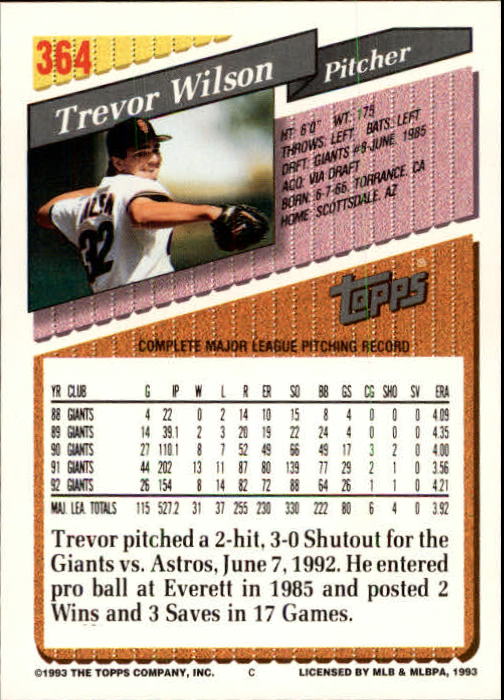 364
Trevor Wilson
Pitcher
HT: 6'0" WT: 175
THROWS: LEFT BATS: LEFT
DRFT: GIANTS #8-JUNE, 1985
ACQ: VIA DRAFT
BORN: 6-7-66, TORRANCE, CA
HOME: SCOTTSDALE, AZ
WILSON
32
TOPPS
COMPLETE MAJOR LEAGUE PITCHING RECORD
YR CLUB G IP W L R ER SO BB GS CG SHO SV ERA
88 GIANTS 4 22 0 2 14 10 15 8 4 0 0 0 4.09
89 GIANTS 14 39.1 2 3 20 19 22 24 4 0 0 0 4.35
90 GIANTS 27 110.1 8 7 52 49 66 49 17 3 2 0 4.00
91 GIANTS 44 202 13 11 87 80 139 77 29 2 1 0 3.56
92 GIANTS 26 154 8 14 82 72 88 64 26 1 1 0 4.21
MAJ. LEA. TOTALS 115 527.2 31 37 255 230 330 222 80 6 4 0 3.92
Trevor pitched a 2-hit, 3-0 Shutout for the
Giants vs. Astros, June 7, 1992. He entered
pro ball at Everett in 1985 and posted 2
Wins and 3 Saves in 17 Games.
©1993 THE TOPPS COMPANY, INC. C LICENSED BY MLB & MLBPA, 1993